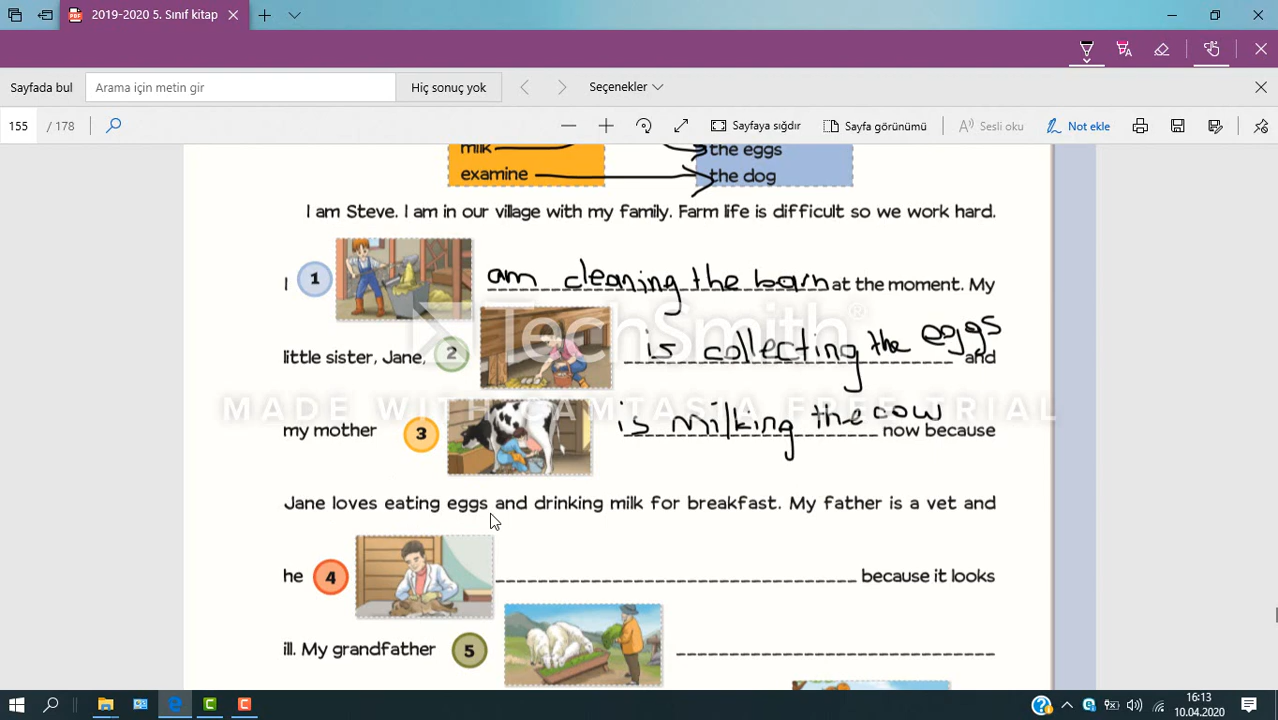 2019-2020 5. Sınıf kitap
Sayfada bul Arama için metin gir Hiç sonuç yok Seçenekler
155 / 178 Sayfaya sığdır Sayfa görünümü Sesli oku Not ekle
milk the eggs
examine the dog
I am Steve. I am in our village with my family. Farm life is difficult so we work hard.
I 1 am cleaning the barn at the moment. My
TechSmith®
little sister, Jane, 2 is collecting the eggs and
MADE WITH CAMTASIA FREE TRIAL
my mother 3 is milking the cow now because
Jane loves eating eggs and drinking milk for breakfast. My father is a vet and
he 4 because it looks
ill. My grandfather 5
16:13
10.04.2020